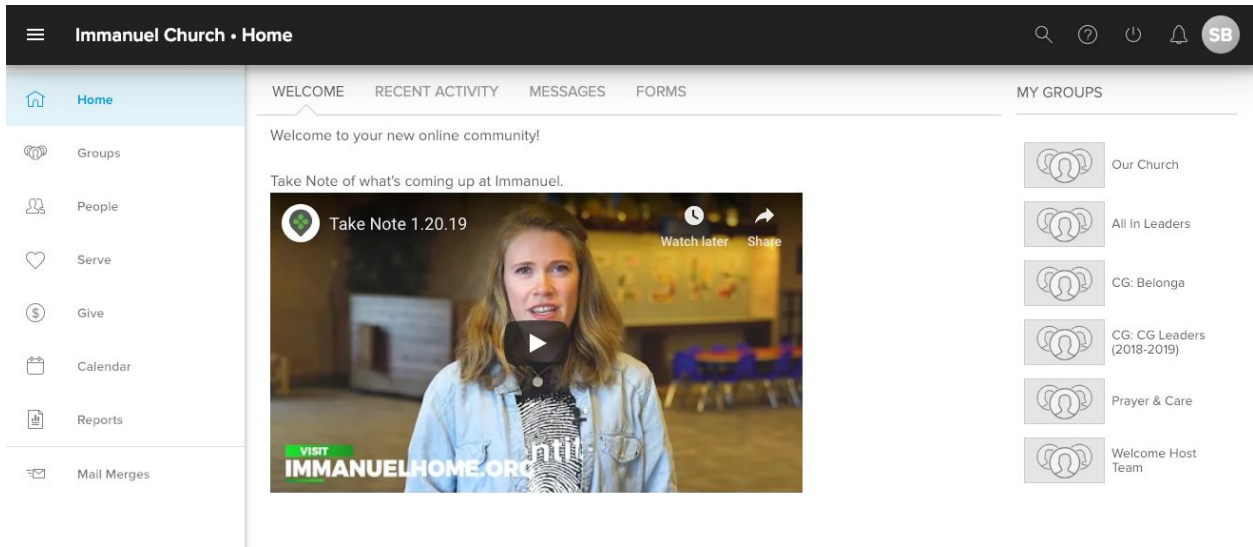 Immanuel Church • Home
SB
Home
Groups
People
Serve
Give
Calendar
Reports
Mail Merges
WELCOME RECENT ACTIVITY MESSAGES FORMS
Welcome to your new online community!
Take Note of what's coming up at Immanuel.
Take Note 1.20.19
Watch later Share
VISIT
IMMANUELHOME.ORG
MY GROUPS
Our Church
All In Leaders
CG: Belonga
CG: CG Leaders
(2018-2019)
Prayer & Care
Welcome Host
Team